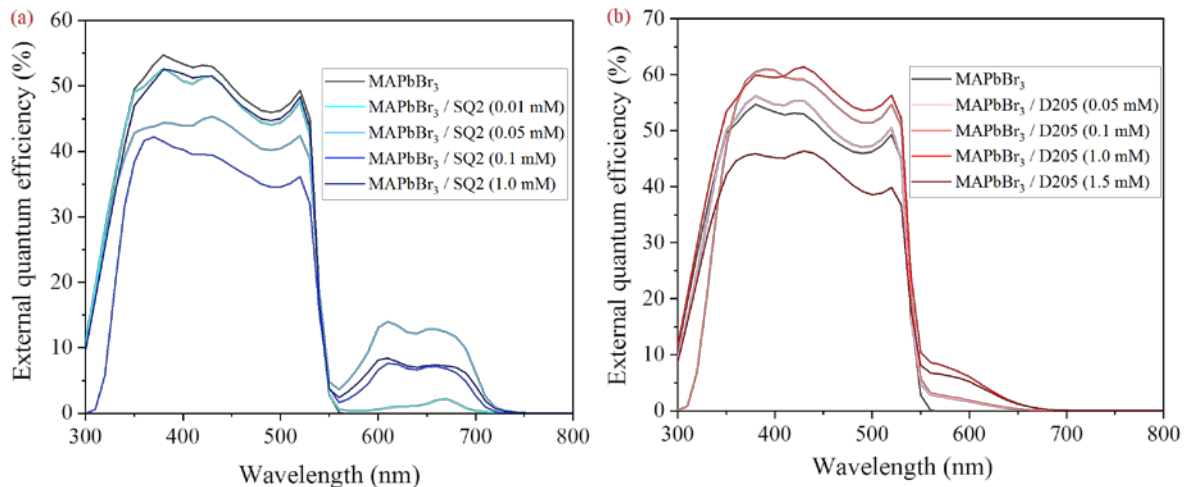 (a)
60
50
40
30
20
10
0
External quantum efficiency (%)
MAPbBr₃
MAPbBr₃ / SQ2 (0.01 mM)
MAPbBr₃ / SQ2 (0.05 mM)
MAPbBr₃ / SQ2 (0.1 mM)
MAPbBr₃ / SQ2 (1.0 mM)
300 400 500 600 700 800
Wavelength (nm)
(b)
70
60
50
40
30
20
10
0
External quantum efficiency (%)
MAPbBr₃
MAPbBr₃ / D205 (0.05 mM)
MAPbBr₃ / D205 (0.1 mM)
MAPbBr₃ / D205 (1.0 mM)
MAPbBr₃ / D205 (1.5 mM)
300 400 500 600 700 800
Wavelength (nm)